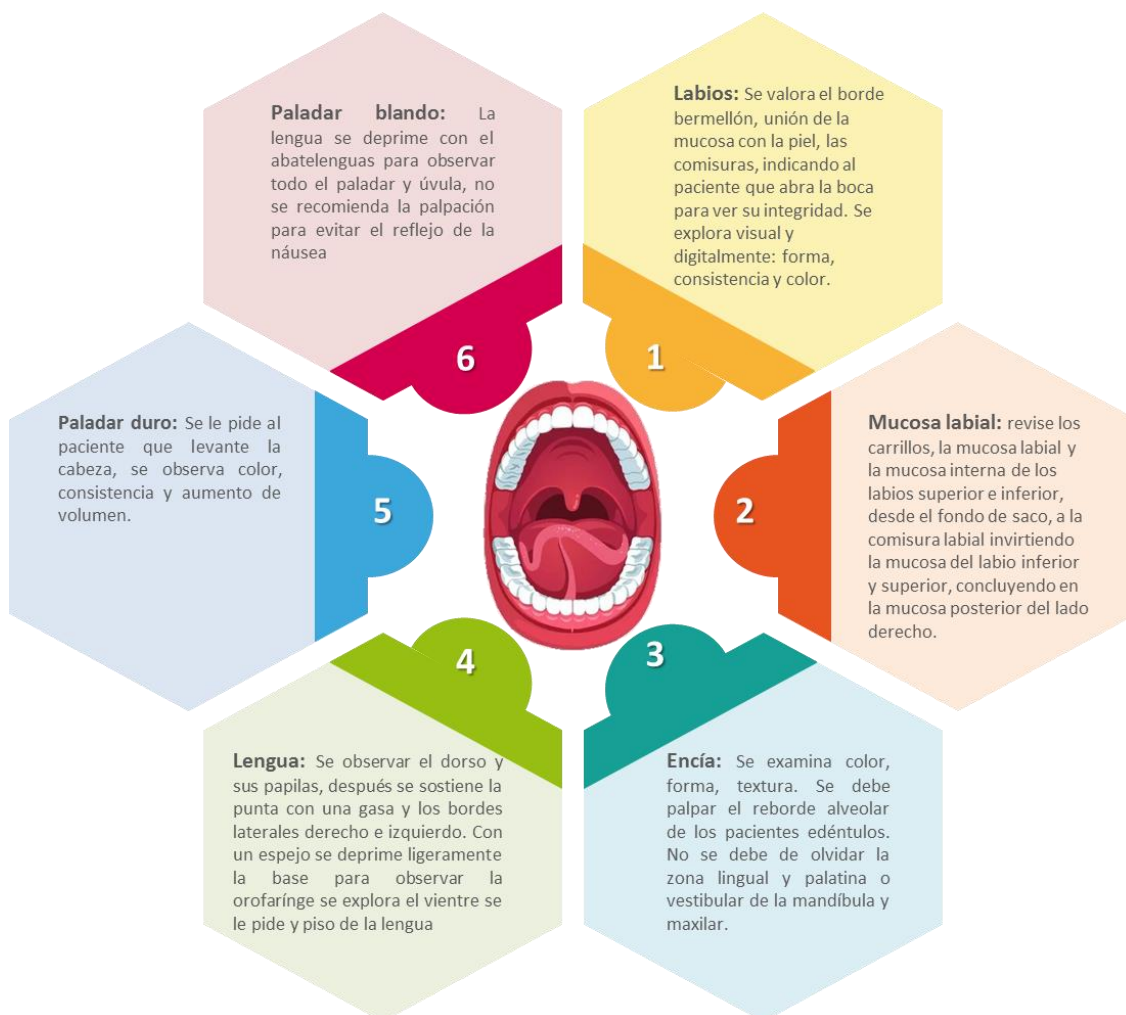 Labios: Se valora el borde
bermellón, unión de la
mucosa con la piel, las
comisuras, indicando al
paciente que abra la boca
para ver su integridad. Se
explora visual y
digitalmente: forma,
consistencia y color.
1
Mucosa labial: revise los
carrillos, la mucosa labial y
la mucosa interna de los
labios superior e inferior,
desde el fondo de saco, a la
comisura labial invirtiendo
la mucosa del labio inferior
y superior, concluyendo en
la mucosa posterior del lado
derecho.
2
Encía: Se examina color,
forma, textura. Se debe
palpar el reborde alveolar
de los pacientes edéntulos.
No se debe de olvidar la
zona lingual y palatina o
vestibular de la mandíbula y
maxilar.
3
Lengua: Se observar el dorso y
sus papilas, después se sostiene la
punta con una gasa y los bordes
laterales derecho e izquierdo. Con
un espejo se deprime ligeramente
la base para observar la
orofarínge se explora el vientre se
le pide y piso de la lengua
4
Paladar duro: Se le pide al
paciente que levante la
cabeza, se observa color,
consistencia y aumento de
volumen.
5
Paladar blando: La
lengua se deprime con el
abatelenguas para observar
todo el paladar y úvula, no
se recomienda la palpación
para evitar el reflejo de la
náusea
6